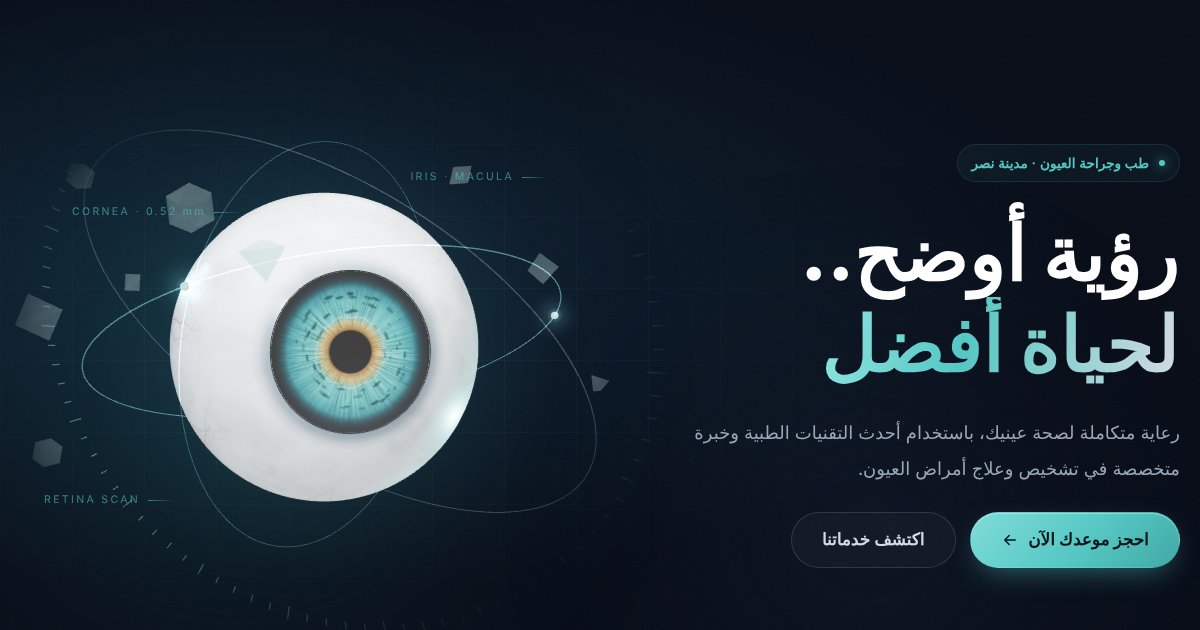 طب وجراحة العيون · مدينة نصر
رؤية أوضح..
لحياة أفضل
رعاية متكاملة لصحة عينيك، باستخدام أحدث التقنيات الطبية وخبرة
متخصصة في تشخيص وعلاج أمراض العيون.
احجز موعدك الآن ←
اكتشف خدماتنا
IRIS · MACULA
CORNEA · 0.52 mm
RETINA SCAN